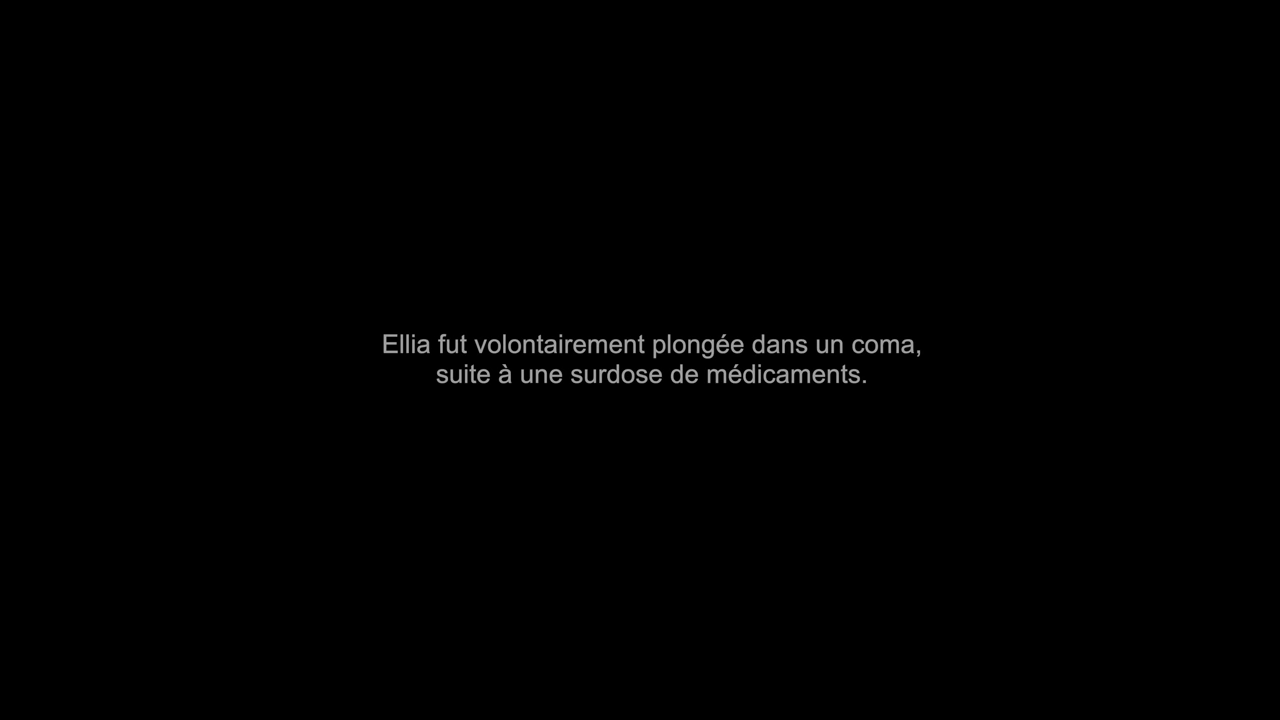 Ellia fut volontairement plongée dans un coma,
suite à une surdose de médicaments.